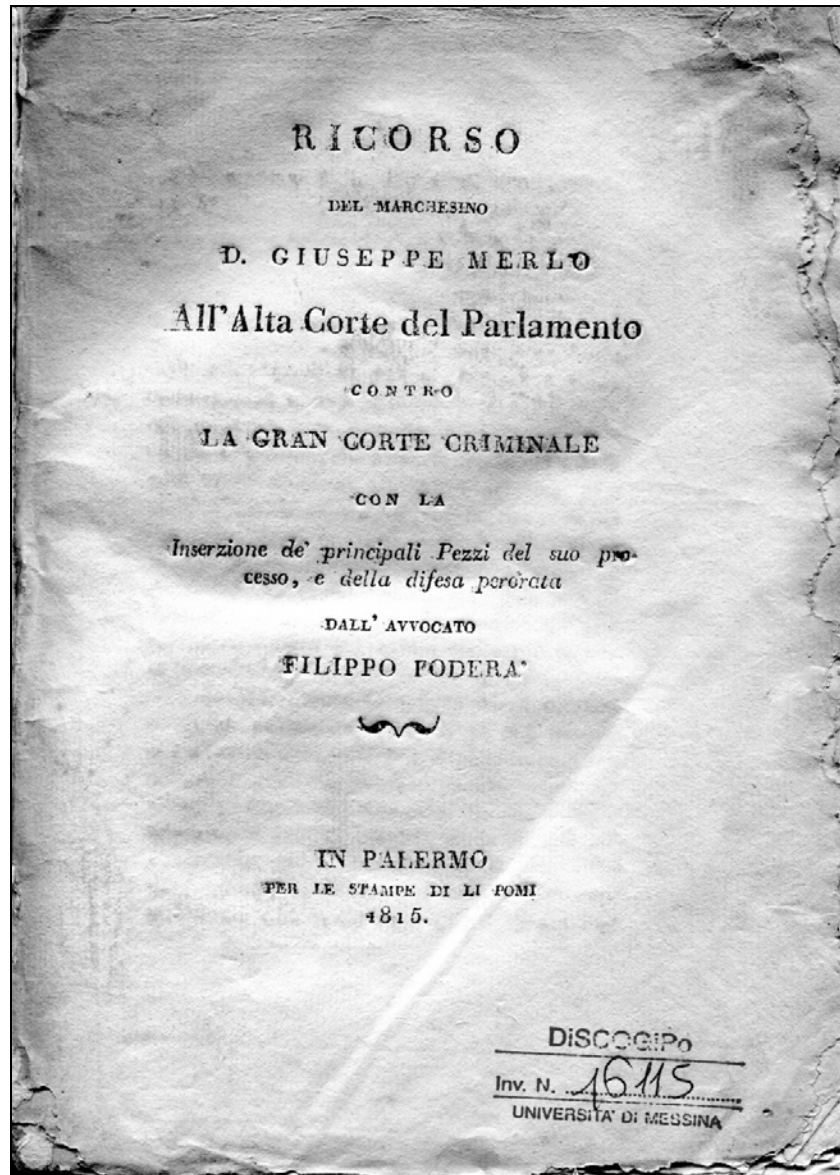 RICORSO
DEL MARCHESINO
D. GIUSEPPE MERLO
All'Alta Corte del Parlamento
CONTRO
LA GRAN CORTE CRIMINALE
CON LA
Inserzione de' principali Pezzi del suo pro-
cesso, e della difesa perorata
DALL' AVVOCATO
FILIPPO FODERA'
IN PALERMO
PER LE STAMPE DI LI POMI
1815.
DiSCOGiPo
Inv. N. 16115
UNIVERSITA' DI MESSINA